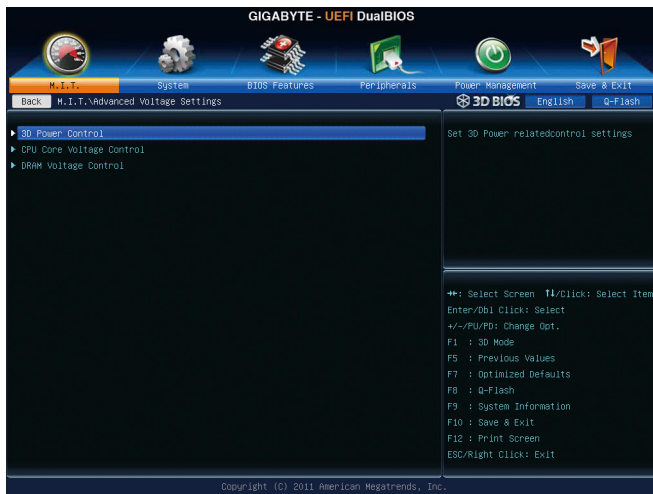 GIGABYTE - UEFI DualBIOS
M.I.T. System BIOS Features Peripherals Power Management Save & Exit
Back M.I.T.\Advanced Voltage Settings 3D BIOS English Q-Flash
3D Power Control
CPU Core Voltage Control
DRAM Voltage Control
Set 3D Power relatedcontrol settings
→←: Select Screen ↑↓/Click: Select Item
Enter/Dbl Click: Select
+/-/PU/PD: Change Opt.
F1 : 3D Mode
F5 : Previous Values
F7 : Optimized Defaults
F8 : Q-Flash
F9 : System Information
F10 : Save & Exit
F12 : Print Screen
ESC/Right Click: Exit
Copyright (C) 2011 American Megatrends, Inc.